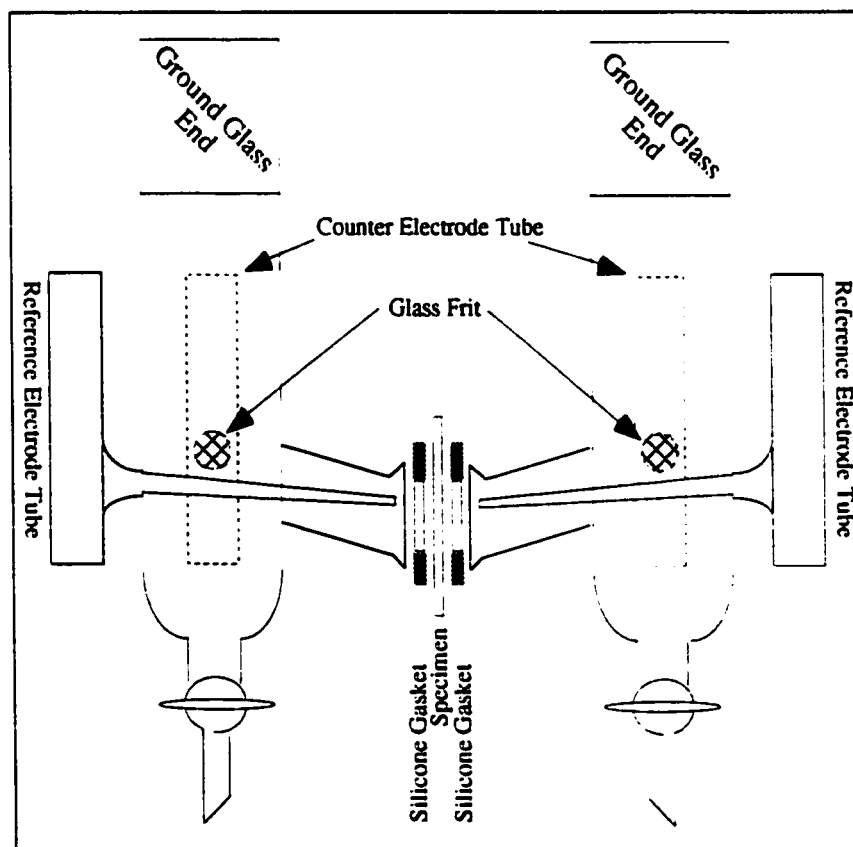 Ground Glass
End
Ground Glass
End
Counter Electrode Tube
Glass Frit
Reference Electrode Tube
Reference Electrode Tube
Silicone Gasket
Specimen
Silicone Gasket